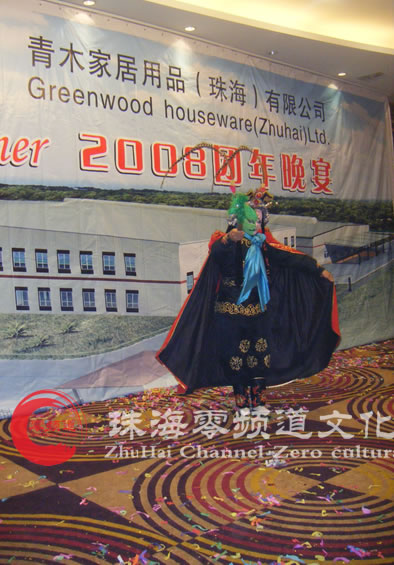 青木家居用品（珠海）有限公司
Greenwood houseware(Zhuhai)Ltd.
ner 2008团年晚宴
珠海零频道文化
ZhuHai Channel-Zero cultura